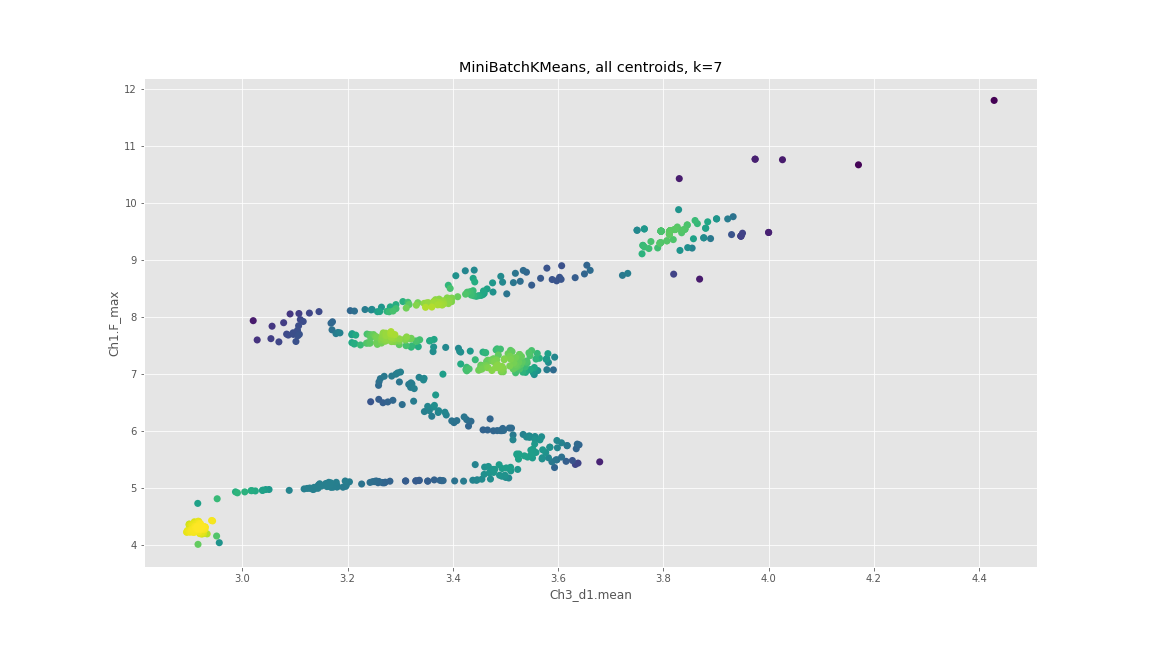 MiniBatchKMeans, all centroids, k=7
12
11
10
9
8
7
6
5
4
Ch1.F_max
3.0 3.2 3.4 3.6 3.8 4.0 4.2 4.4
Ch3_d1.mean